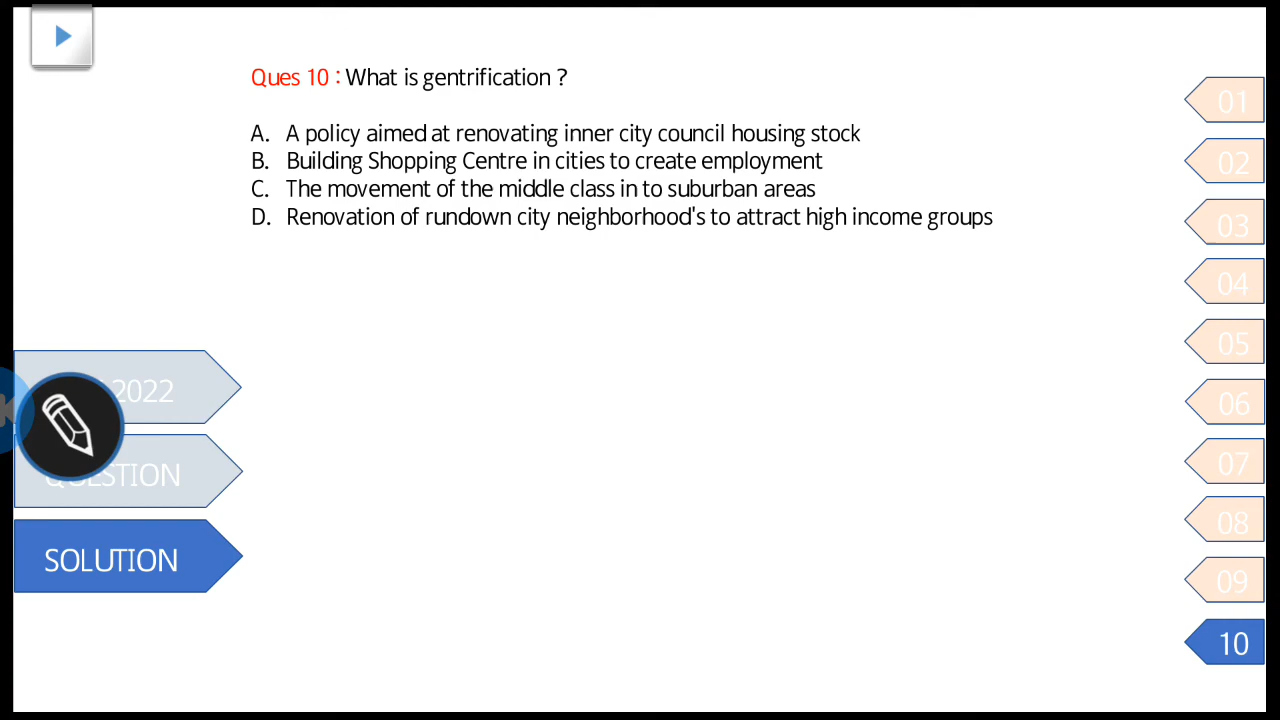 Ques 10 : What is gentrification ?
A. A policy aimed at renovating inner city council housing stock
B. Building Shopping Centre in cities to create employment
C. The movement of the middle class in to suburban areas
D. Renovation of rundown city neighborhood's to attract high income groups
2022
QUESTION
SOLUTION
01
02
03
04
05
06
07
08
09
10